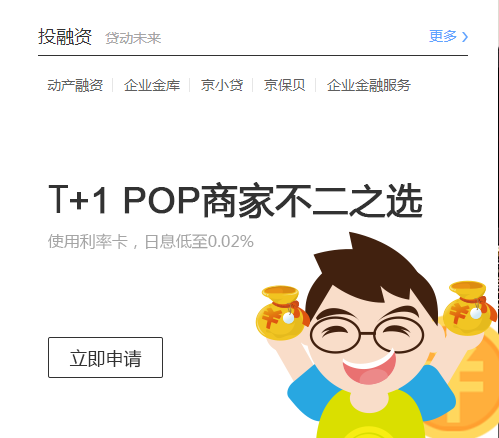 投融资 贷动未来 更多 >
动产融资 企业金库 京小贷 京保贝 企业金融服务
T+1 POP商家不二之选
使用利率卡，日息低至0.02%
立即申请